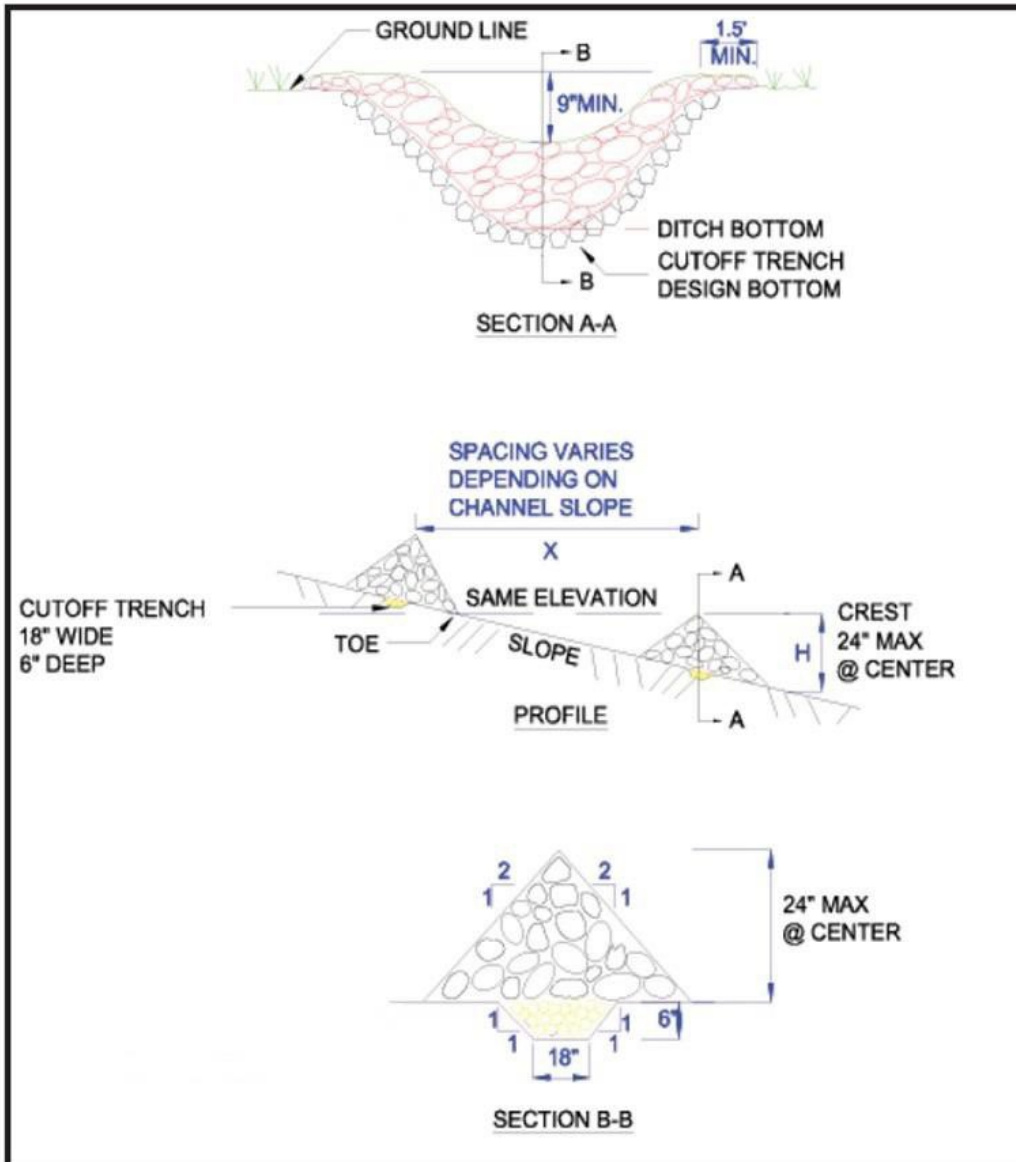 GROUND LINE
B
1.5'
MIN.
9"MIN.
DITCH BOTTOM
CUTOFF TRENCH
DESIGN BOTTOM
B
SECTION A-A
SPACING VARIES
DEPENDING ON
CHANNEL SLOPE
X
A
CUTOFF TRENCH
18" WIDE
6" DEEP
SAME ELEVATION
TOE
SLOPE
H
CREST
24" MAX
@ CENTER
A
PROFILE
2
1
2
1
24" MAX
@ CENTER
1
1
1
1
6"
18"
SECTION B-B